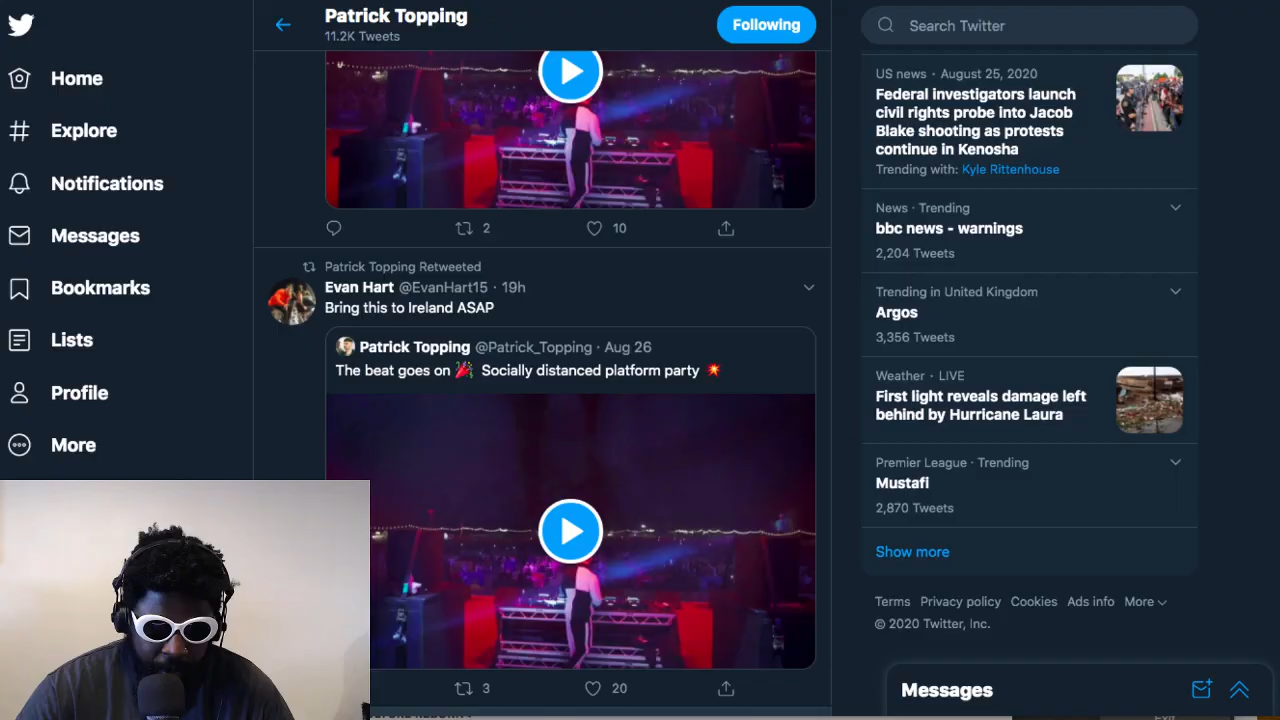 Home
Explore
Notifications
Messages
Bookmarks
Lists
Profile
More
Patrick Topping
11.2K Tweets
Following
2
10
Patrick Topping Retweeted
Evan Hart @EvanHart15 · 19h
Bring this to Ireland ASAP
Patrick Topping @Patrick_Topping · Aug 26
The beat goes on 🎉 Socially distanced platform party 💥
3
20
Search Twitter
US news · August 25, 2020
Federal investigators launch
civil rights probe into Jacob
Blake shooting as protests
continue in Kenosha
Trending with: Kyle Rittenhouse
News · Trending
bbc news - warnings
2,204 Tweets
Trending in United Kingdom
Argos
3,356 Tweets
Weather · LIVE
First light reveals damage left
behind by Hurricane Laura
Premier League · Trending
Mustafi
2,870 Tweets
Show more
Terms Privacy policy Cookies Ads info More
© 2020 Twitter, Inc.
Messages